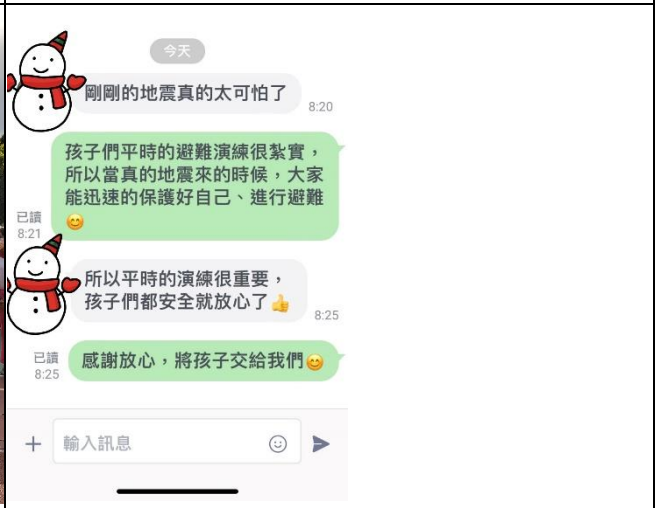 今天
剛剛的地震真的太可怕了
8:20
孩子們平時的避難演練很紮實，
所以當真的地震來的時候，大家
能迅速的保護好自己、進行避難
😊
已讀
8:21
所以平時的演練很重要，
孩子們都安全就放心了👍
8:25
已讀
8:25
感謝放心，將孩子交給我們😊
輸入訊息